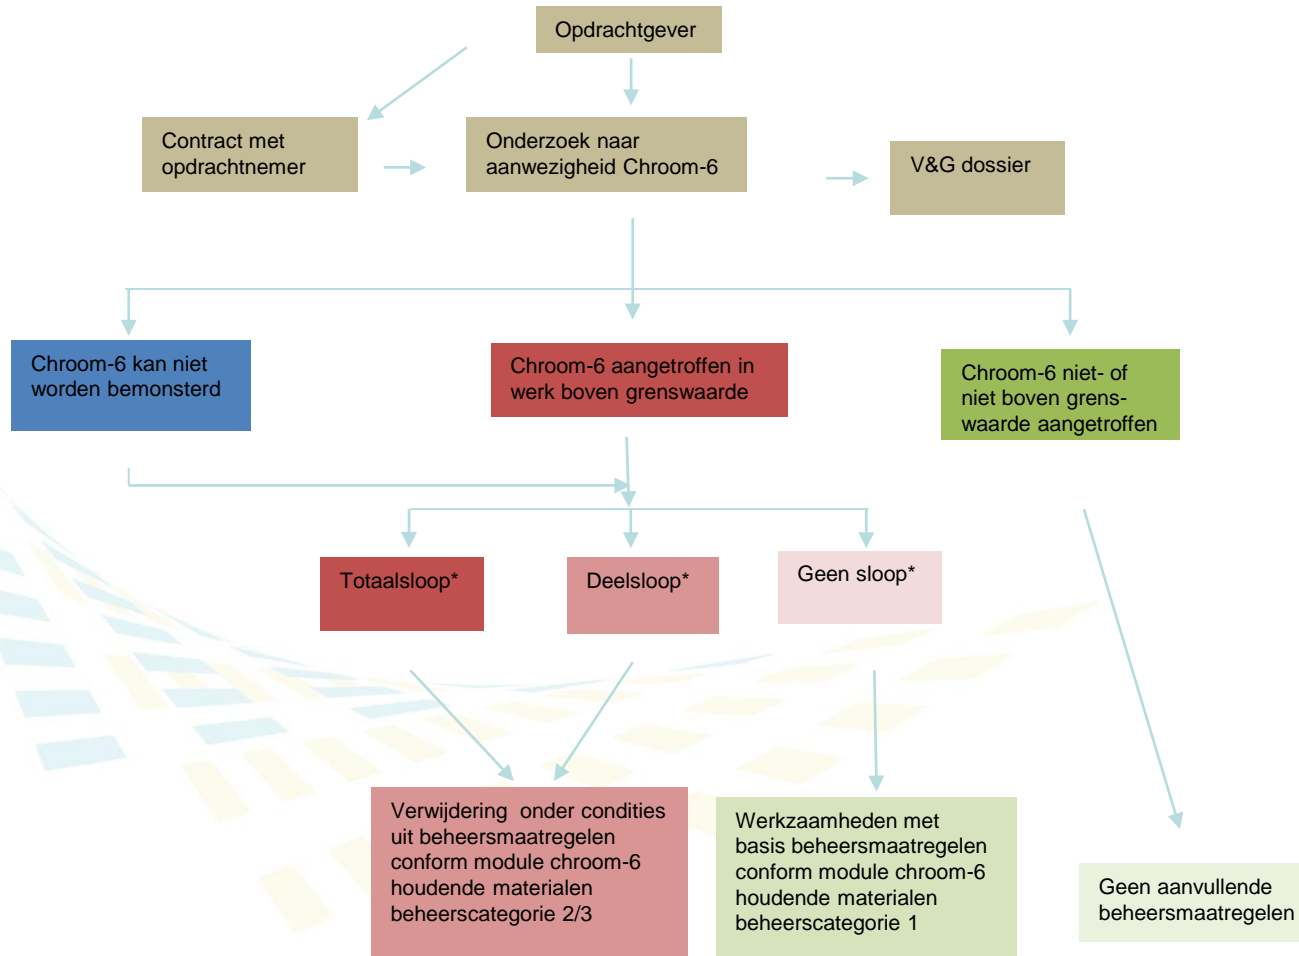 Opdrachtgever
Contract met
opdrachtnemer
Onderzoek naar
aanwezigheid Chroom-6
V&G dossier
Chroom-6 kan niet
worden bemonsterd
Chroom-6 aangetroffen in
werk boven grenswaarde
Chroom-6 niet- of
niet boven grens-
waarde aangetroffen
Totaalsloop*
Deelsloop*
Geen sloop*
Verwijdering onder condities
uit beheersmaatregelen
conform module chroom-6
houdende materialen
beheerscategorie 2/3
Werkzaamheden met
basis beheersmaatregelen
conform module chroom-6
houdende materialen
beheerscategorie 1
Geen aanvullende
beheersmaatregelen